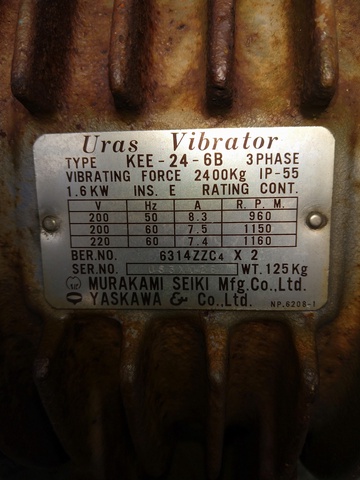 Uras Vibrator
TYPE KEE-24-6B 3PHASE
VIBRATING FORCE 2400Kg IP-55
1.6KW INS. E RATING CONT.
V Hz A R.P.M.
200 50 8.3 960
200 60 7.5 1150
220 60 7.4 1160
BER.NO. 6314ZZC4 X 2
SER.NO. WT.125Kg
MURAKAMI SEIKI Mfg.Co.,Ltd.
YASKAWA & Co.,Ltd. NP.6208-1